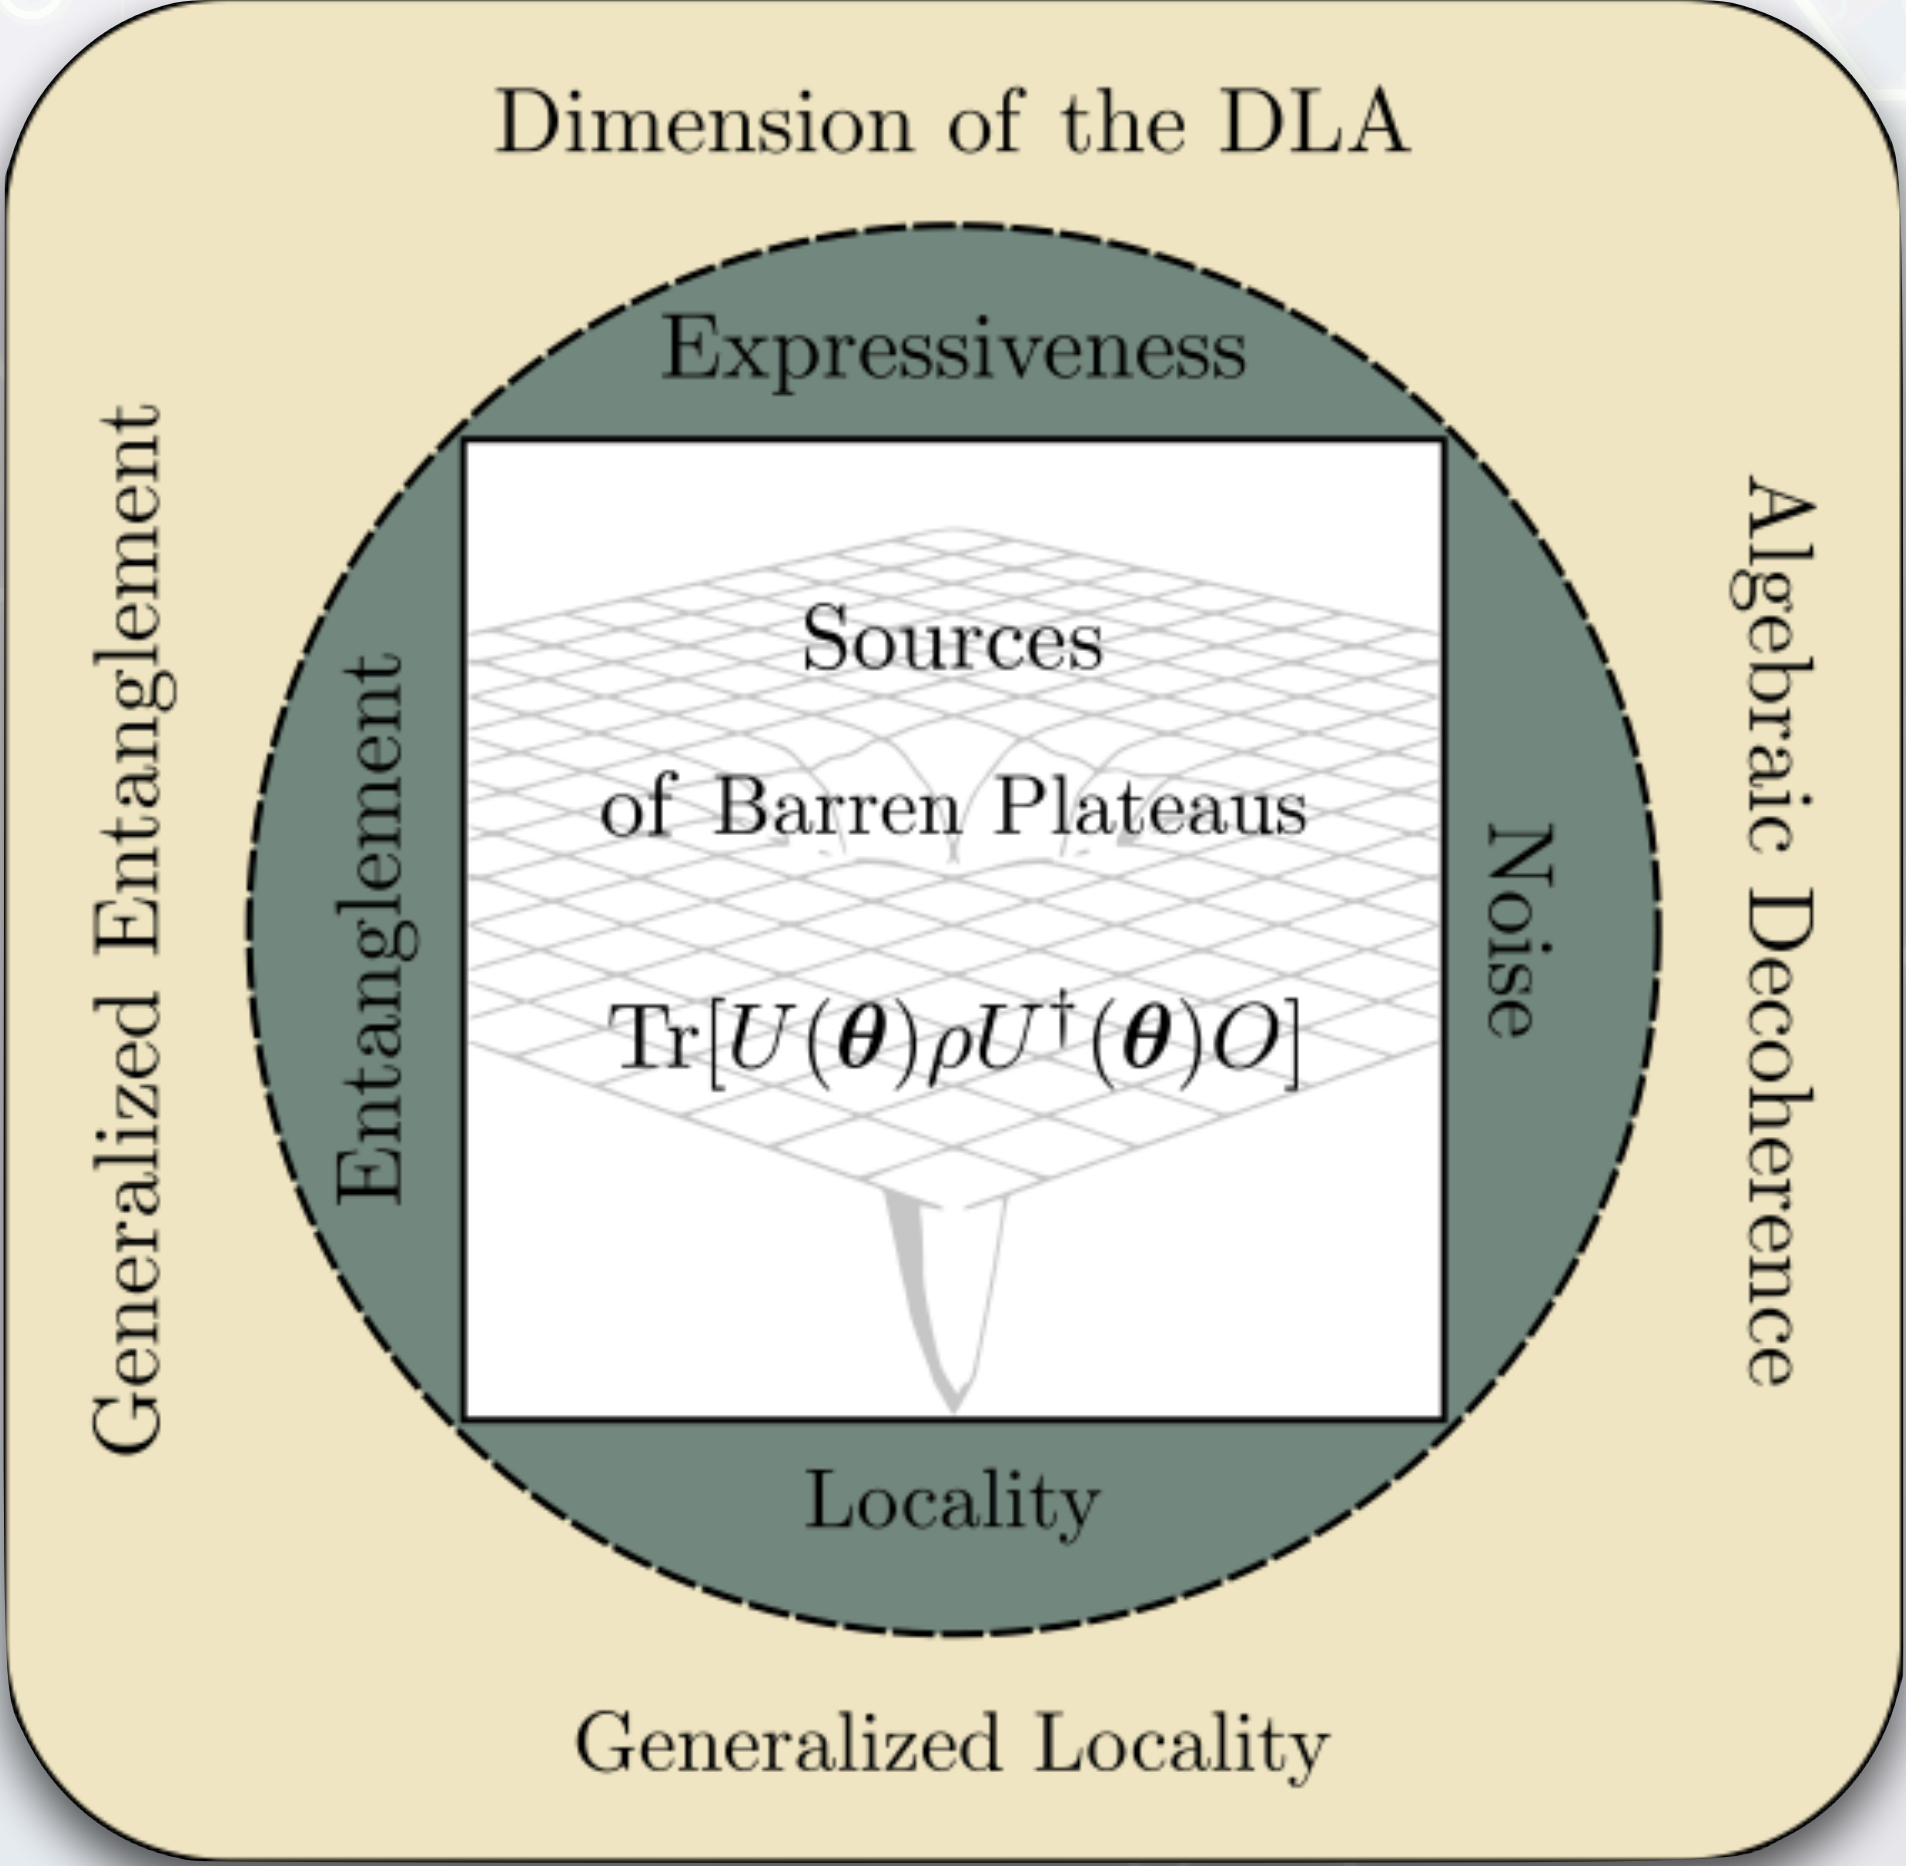 Dimension of the DLA
Expressiveness
Generalized Entanglement
Entanglement
Sources
of Barren Plateaus
Tr[U(𝜽)ρU†(𝜽)O]
Noise
Algebraic Decoherence
Locality
Generalized Locality